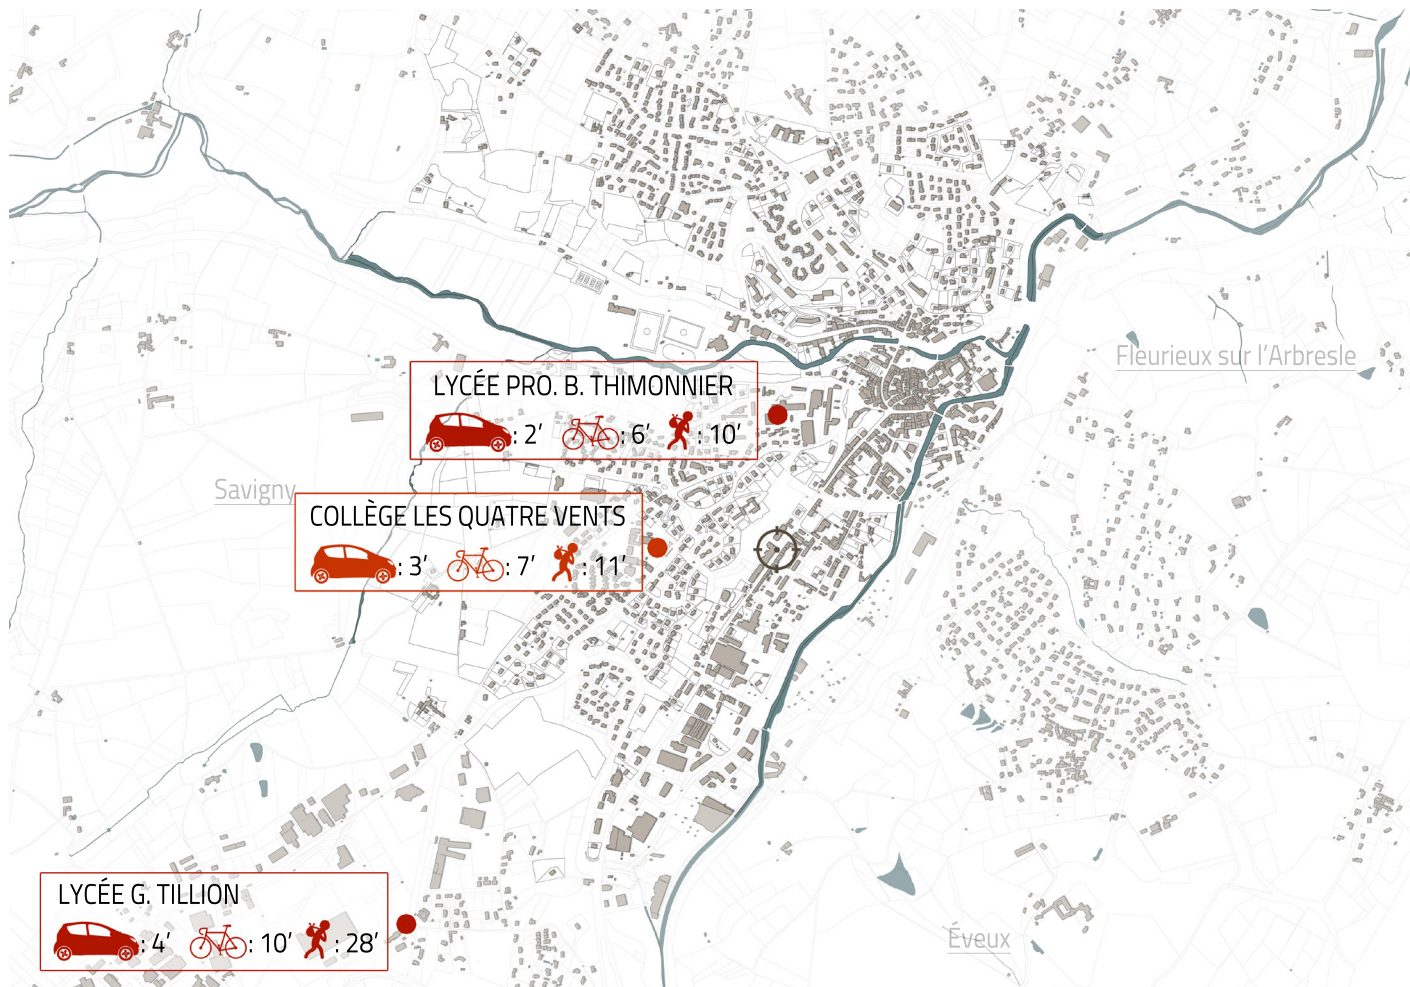 Fleurieux sur l'Arbresle
LYCÉE PRO. B. THIMONNIER
: 2' : 6' : 10'
Savigny
COLLÈGE LES QUATRE VENTS
: 3' : 7' : 11'
LYCÉE G. TILLION
: 4' : 10' : 28'
Éveux